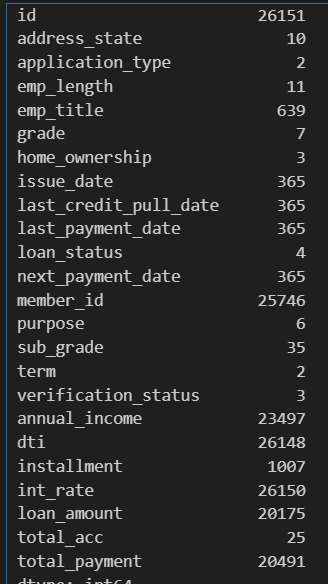 id 26151
address_state 10
application_type 2
emp_length 11
emp_title 639
grade 7
home_ownership 3
issue_date 365
last_credit_pull_date 365
last_payment_date 365
loan_status 4
next_payment_date 365
member_id 25746
purpose 6
sub_grade 35
term 2
verification_status 3
annual_income 23497
dti 26148
installment 1007
int_rate 26150
loan_amount 20175
total_acc 25
total_payment 20491
dtype: int64